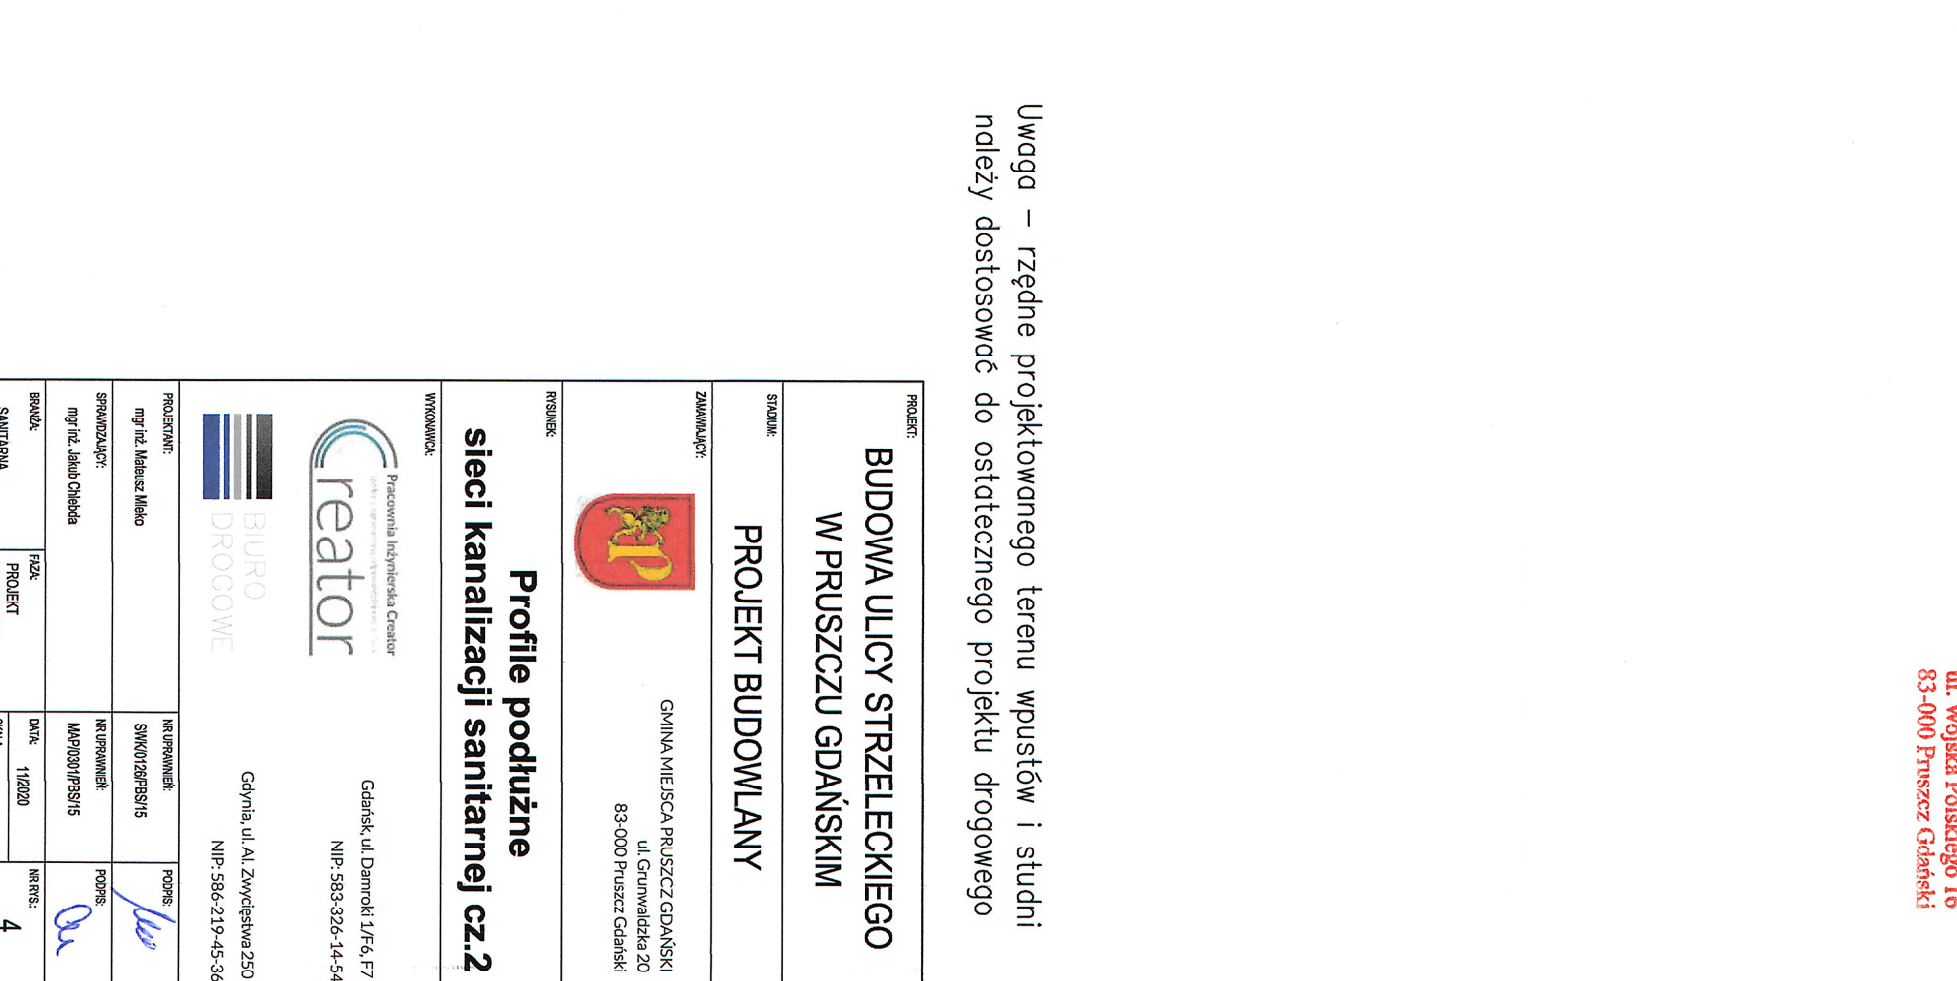 ul. Wojska Polskiego 16
83-000 Pruszcz Gdański
Uwaga – rzędne projektowanego terenu wpustów i studni
należy dostosować do ostatecznego projektu drogowego
PROJEKT:
BUDOWA ULICY STRZELECKIEGO
W PRUSZCZU GDAŃSKIM
STADIUM:
PROJEKT BUDOWLANY
ZAMAWIAJĄCY:
GMINA MIEJSCA PRUSZCZ GDAŃSKI
ul. Grunwaldzka 20
83-000 Pruszcz Gdański
RYSUNEK:
Profile podłużne
sieci kanalizacji sanitarnej cz.2
WYKONAWCA:
Pracownia Inżynierska Creator
Creator
Gdańsk, ul. Damroki 1/F6, F7
NIP: 583-326-14-54
BIURO
DROGOWE
Gdynia, ul. Al. Zwycięstwa 250
NIP: 586-219-45-36
PROJEKTANT:
mgr inż. Mateusz Mleko
NR UPRAWNIEŃ:
SWK/0126/PBS/15
PODPIS:
SPRAWDZAJĄCY:
mgr inż. Jakub Chlebda
NR UPRAWNIEŃ:
MAP/0301/PBS/15
PODPIS:
BRANŻA:
SANITARNA
FAZA:
PROJEKT
DATA:
11/2020
NR RYS.:
4